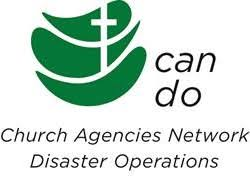 can
do
Church Agencies Network
Disaster Operations